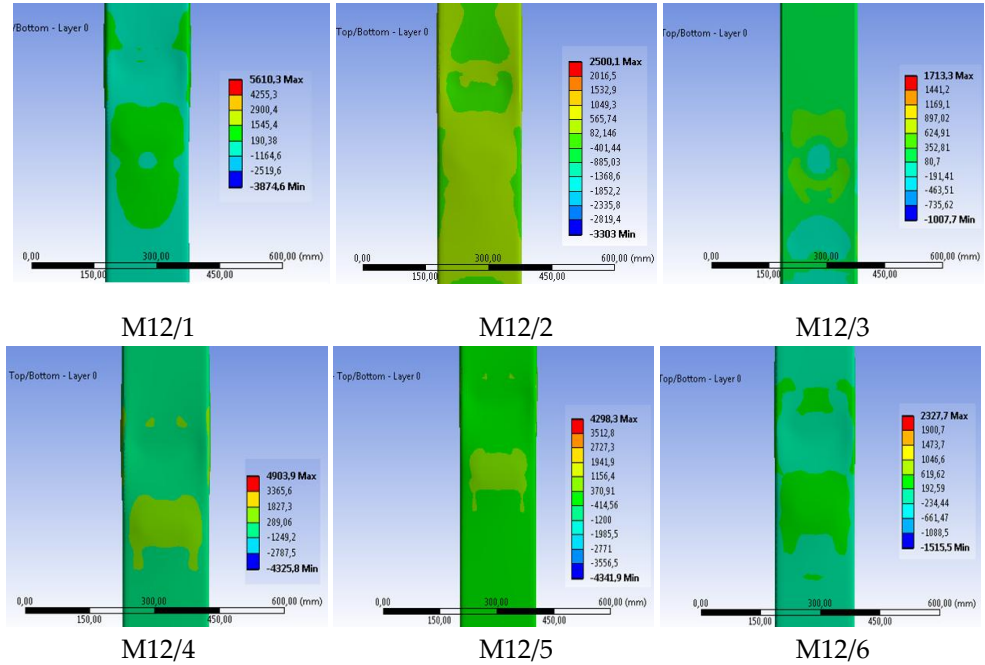 /Bottom - Layer 0
5610,3 Max
4255,3
2900,4
1545,4
190,38
-1164,6
-2519,6
-3874,6 Min
0,00 300,00 600,00 (mm)
150,00 450,00
M12/1
Top/Bottom - Layer 0
2500,1 Max
2016,5
1532,9
1049,3
565,74
82,146
-401,44
-885,03
-1368,6
-1852,2
-2335,8
-2819,4
-3303 Min
0,00 300,00 600,00 (mm)
150,00 450,00
M12/2
Top/Bottom - Layer 0
1713,3 Max
1441,2
1169,1
897,02
624,91
352,81
80,7
-191,41
-463,51
-735,62
-1007,7 Min
0,00 300,00 600,00 (mm)
150,00 450,00
M12/3
Top/Bottom - Layer 0
4903,9 Max
3365,6
1827,3
289,06
-1249,2
-2787,5
-4325,8 Min
0,00 300,00 600,00 (mm)
150,00 450,00
M12/4
Top/Bottom - Layer 0
4298,3 Max
3512,8
2727,3
1941,9
1156,4
370,91
-414,56
-1200
-1985,5
-2771
-3556,5
-4341,9 Min
0,00 300,00 600,00 (mm)
150,00 450,00
M12/5
Top/Bottom - Layer 0
2327,7 Max
1900,7
1473,7
1046,6
619,62
192,59
-234,44
-661,47
-1088,5
-1515,5 Min
0,00 300,00 600,00 (mm)
150,00 450,00
M12/6